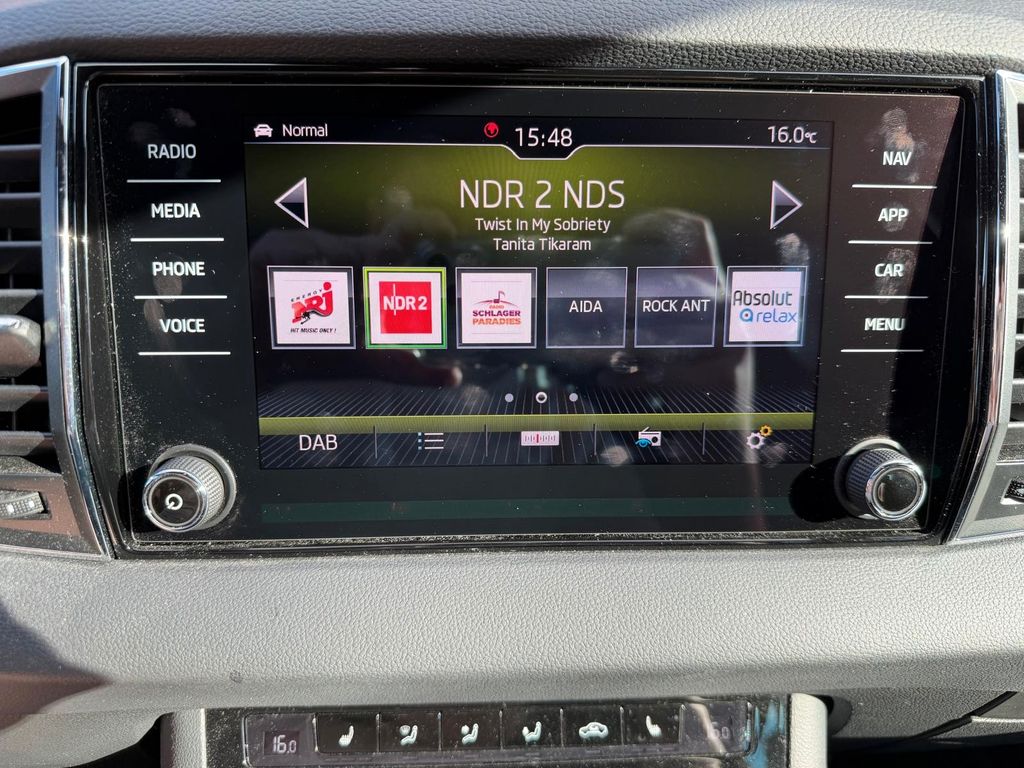 Normal
15:48
16.0°C
RADIO
MEDIA
PHONE
VOICE
NAV
APP
CAR
MENU
NDR 2 NDS
Twist In My Sobriety
Tanita Tikaram
ENERGY
NRJ
HIT MUSIC ONLY!
NDR 2
RADIO
SCHLAGER
PARADIES
AIDA
ROCK ANT
Absolut
relax
DAB
16.0
16.0